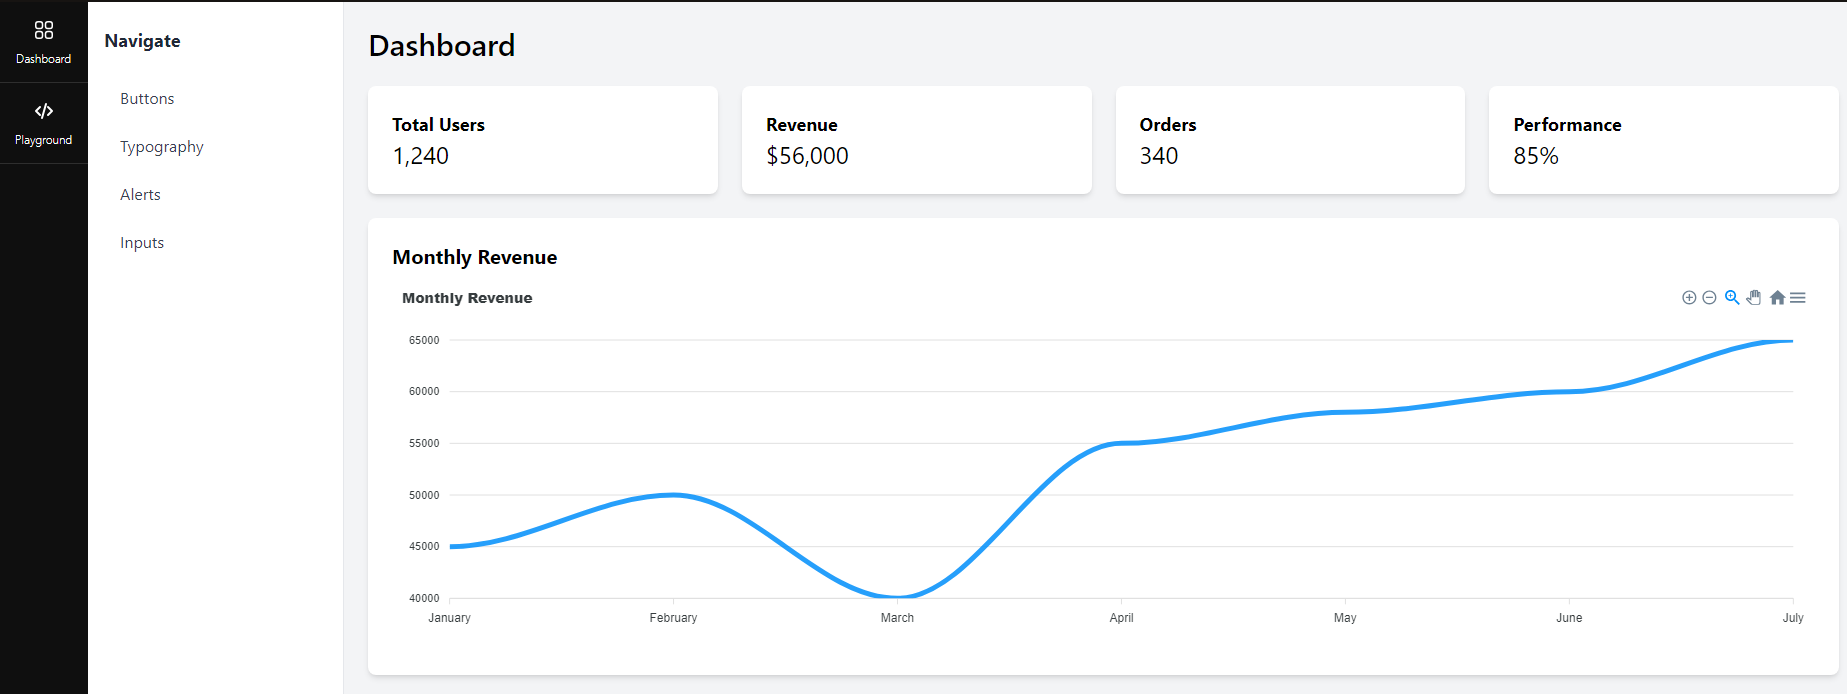 Dashboard
Playground
Navigate
Buttons
Typography
Alerts
Inputs
Dashboard
Total Users
1,240
Revenue
$56,000
Orders
340
Performance
85%
Monthly Revenue
Monthly Revenue
65000
60000
55000
50000
45000
40000
January February March April May June July